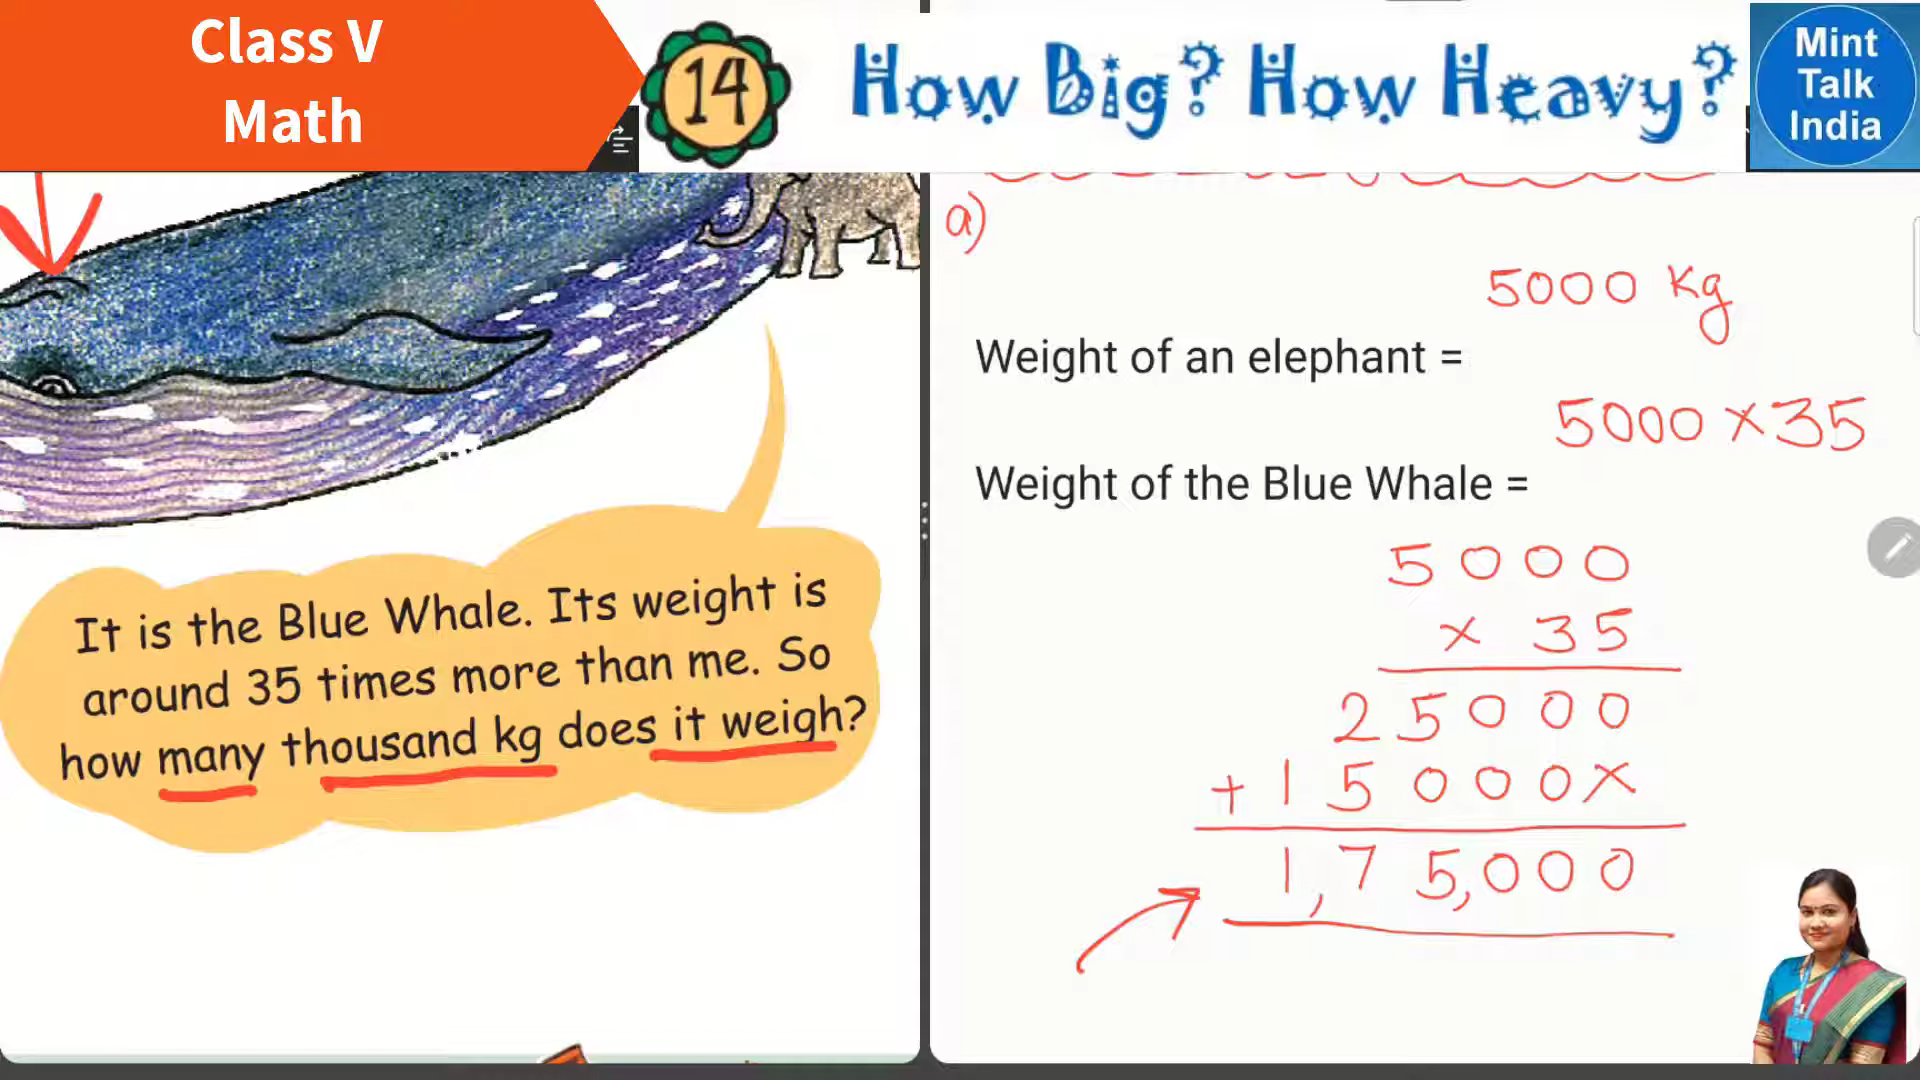 Class V
Math
14
How Big? How Heavy?
Mint
Talk
India
It is the Blue Whale. Its weight is
around 35 times more than me. So
how many thousand kg does it weigh?
a)
5000 Kg
Weight of an elephant =
5000 × 35
Weight of the Blue Whale =
5000
× 35
25000
+ 15000×
1,75,000